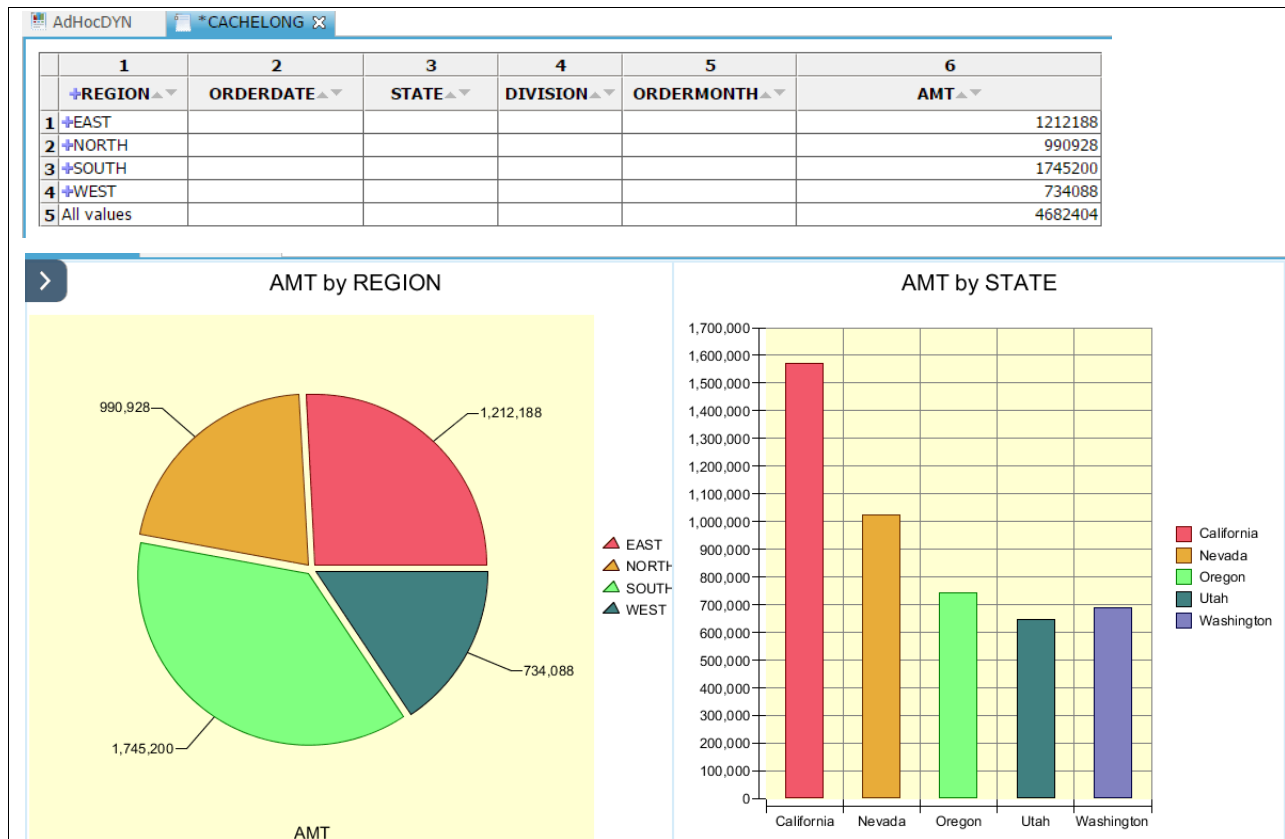 AdHocDYN *CACHELONG
1 2 3 4 5 6
REGION ORDERDATE STATE DIVISION ORDERMONTH AMT
1 EAST 1212188
2 NORTH 990928
3 SOUTH 1745200
4 WEST 734088
5 All values 4682404
AMT by REGION
990,928
1,212,188
734,088
1,745,200
EAST
NORTH
SOUTH
WEST
AMT
AMT by STATE
1,700,000
1,600,000
1,500,000
1,400,000
1,300,000
1,200,000
1,100,000
1,000,000
900,000
800,000
700,000
600,000
500,000
400,000
300,000
200,000
100,000
0
California Nevada Oregon Utah Washington
California
Nevada
Oregon
Utah
Washington